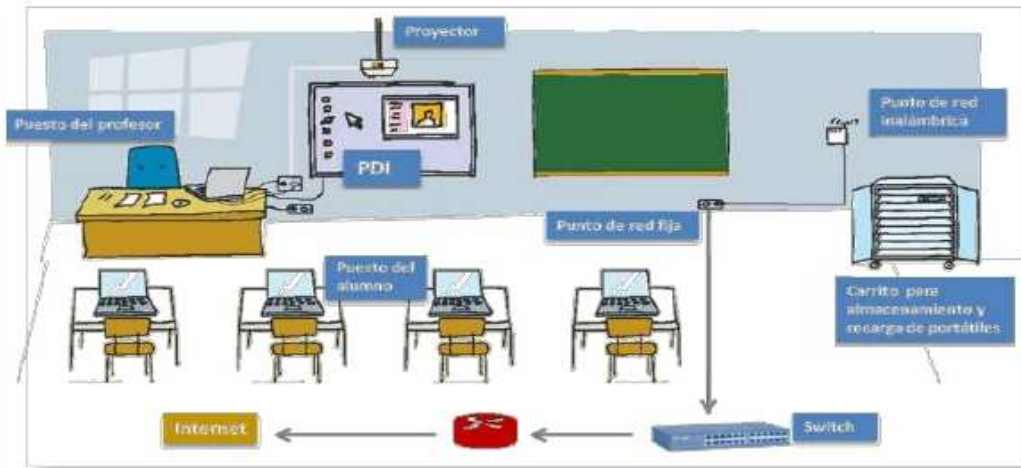 Proyector
Puesto del profesor
PDI
Punto de red
inalámbrica
Punto de red fija
Puesto del
alumno
Carrito para
almacenamiento y
recarga de portátiles
Internet
Switch